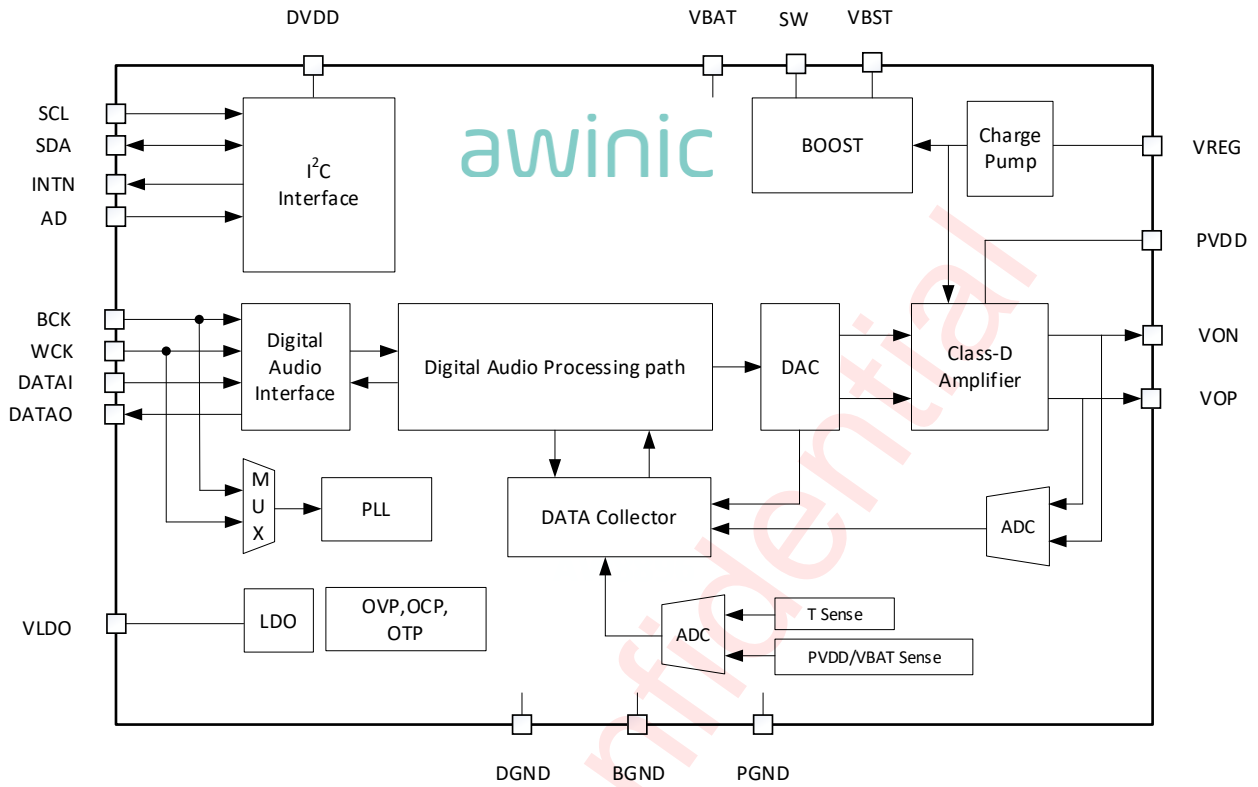 DVDD
VBAT
SW
VBST
SCL
SDA
INTN
AD
I²C
Interface
awinic
BOOST
Charge
Pump
VREG
PVDD
BCK
WCK
DATAI
DATAO
Digital
Audio
Interface
Digital Audio Processing path
DAC
Class-D
Amplifier
VON
VOP
M
U
X
PLL
DATA Collector
ADC
VLDO
LDO
OVP,OCP,
OTP
ADC
T Sense
PVDD/VBAT Sense
DGND
BGND
PGND
nfidential